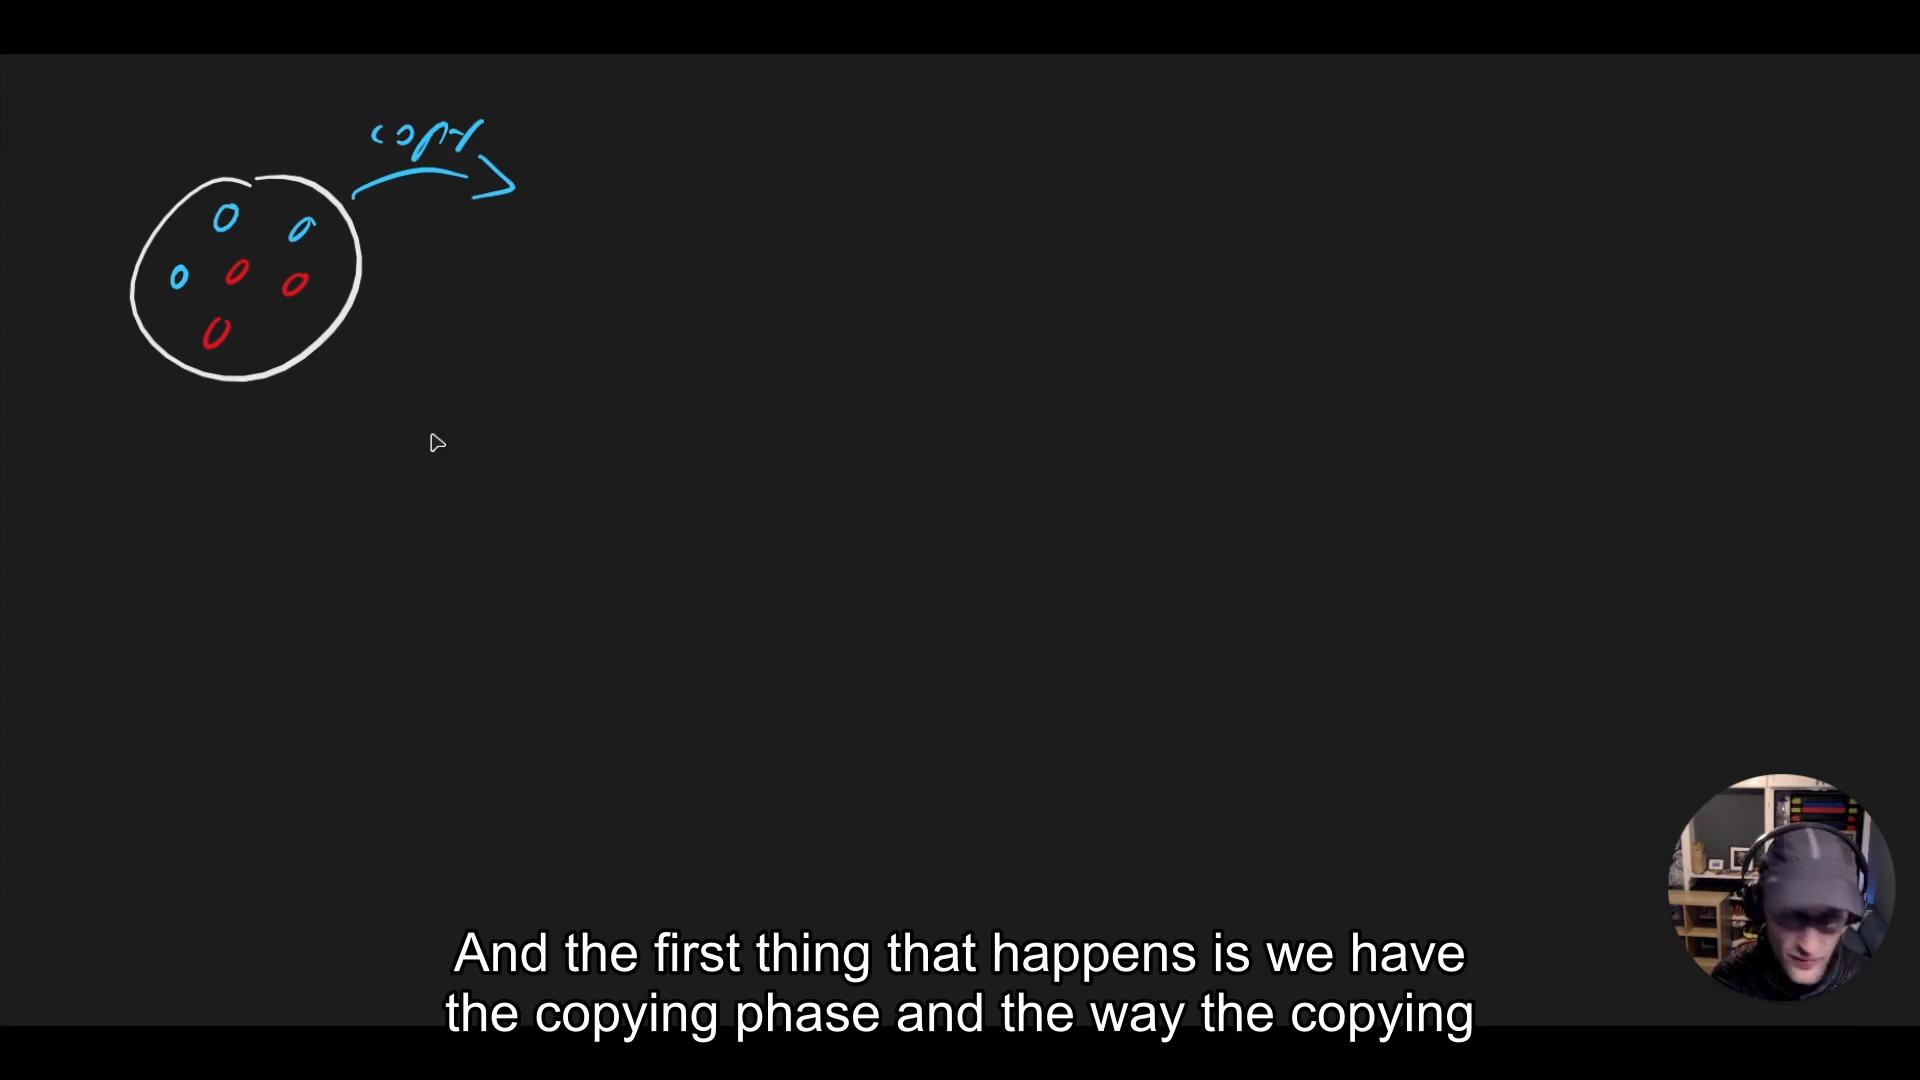 copy
And the first thing that happens is we have
the copying phase and the way the copying